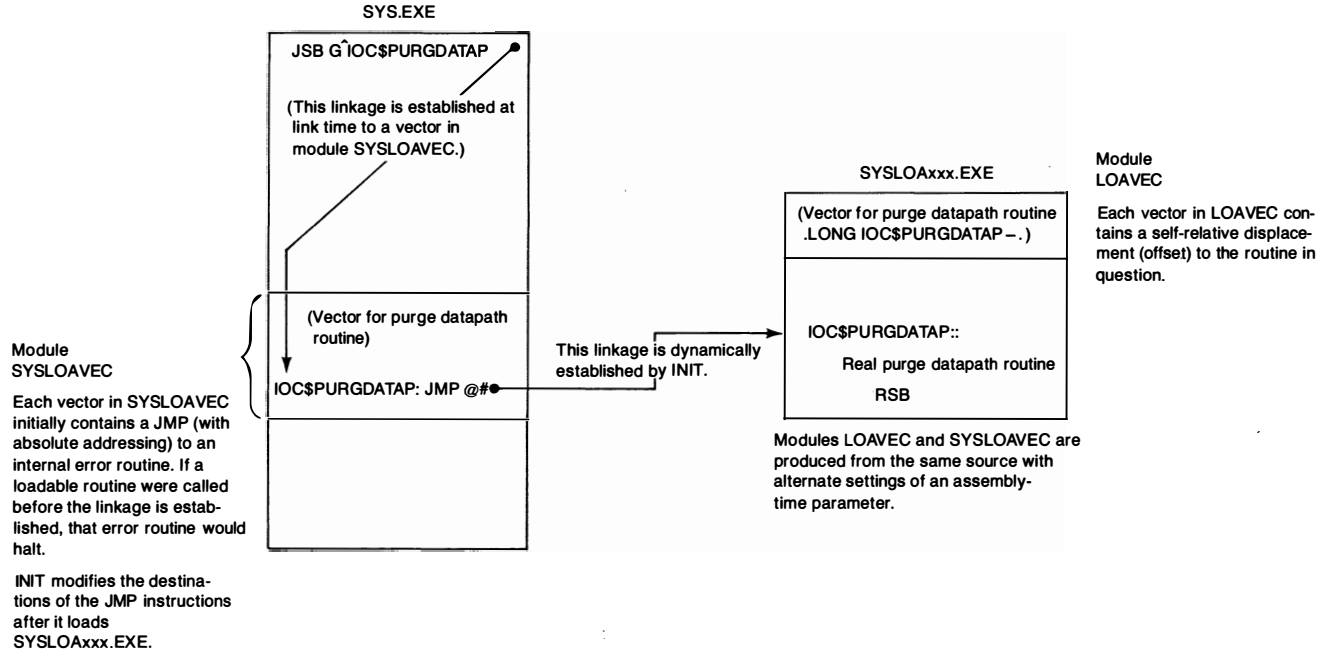 SYS.EXE
JSB G^IOC$PURGDATAP
(This linkage is established at
link time to a vector in
module SYSLOAVEC.)
(Vector for purge datapath
routine)
IOC$PURGDATAP: JMP @#
Module
SYSLOAVEC
Each vector in SYSLOAVEC
initially contains a JMP (with
absolute addressing) to an
internal error routine. If a
loadable routine were called
before the linkage is estab-
lished, that error routine would
halt.
INIT modifies the destina-
tions of the JMP instructions
after it loads
SYSLOAxxx.EXE.
This linkage is dynamically
established by INIT.
SYSLOAxxx.EXE
(Vector for purge datapath routine
.LONG IOC$PURGDATAP – . )
IOC$PURGDATAP::
Real purge datapath routine
RSB
Modules LOAVEC and SYSLOAVEC are
produced from the same source with
alternate settings of an assembly-
time parameter.
Module
LOAVEC
Each vector in LOAVEC con-
tains a self-relative displace-
ment (offset) to the routine in
question.